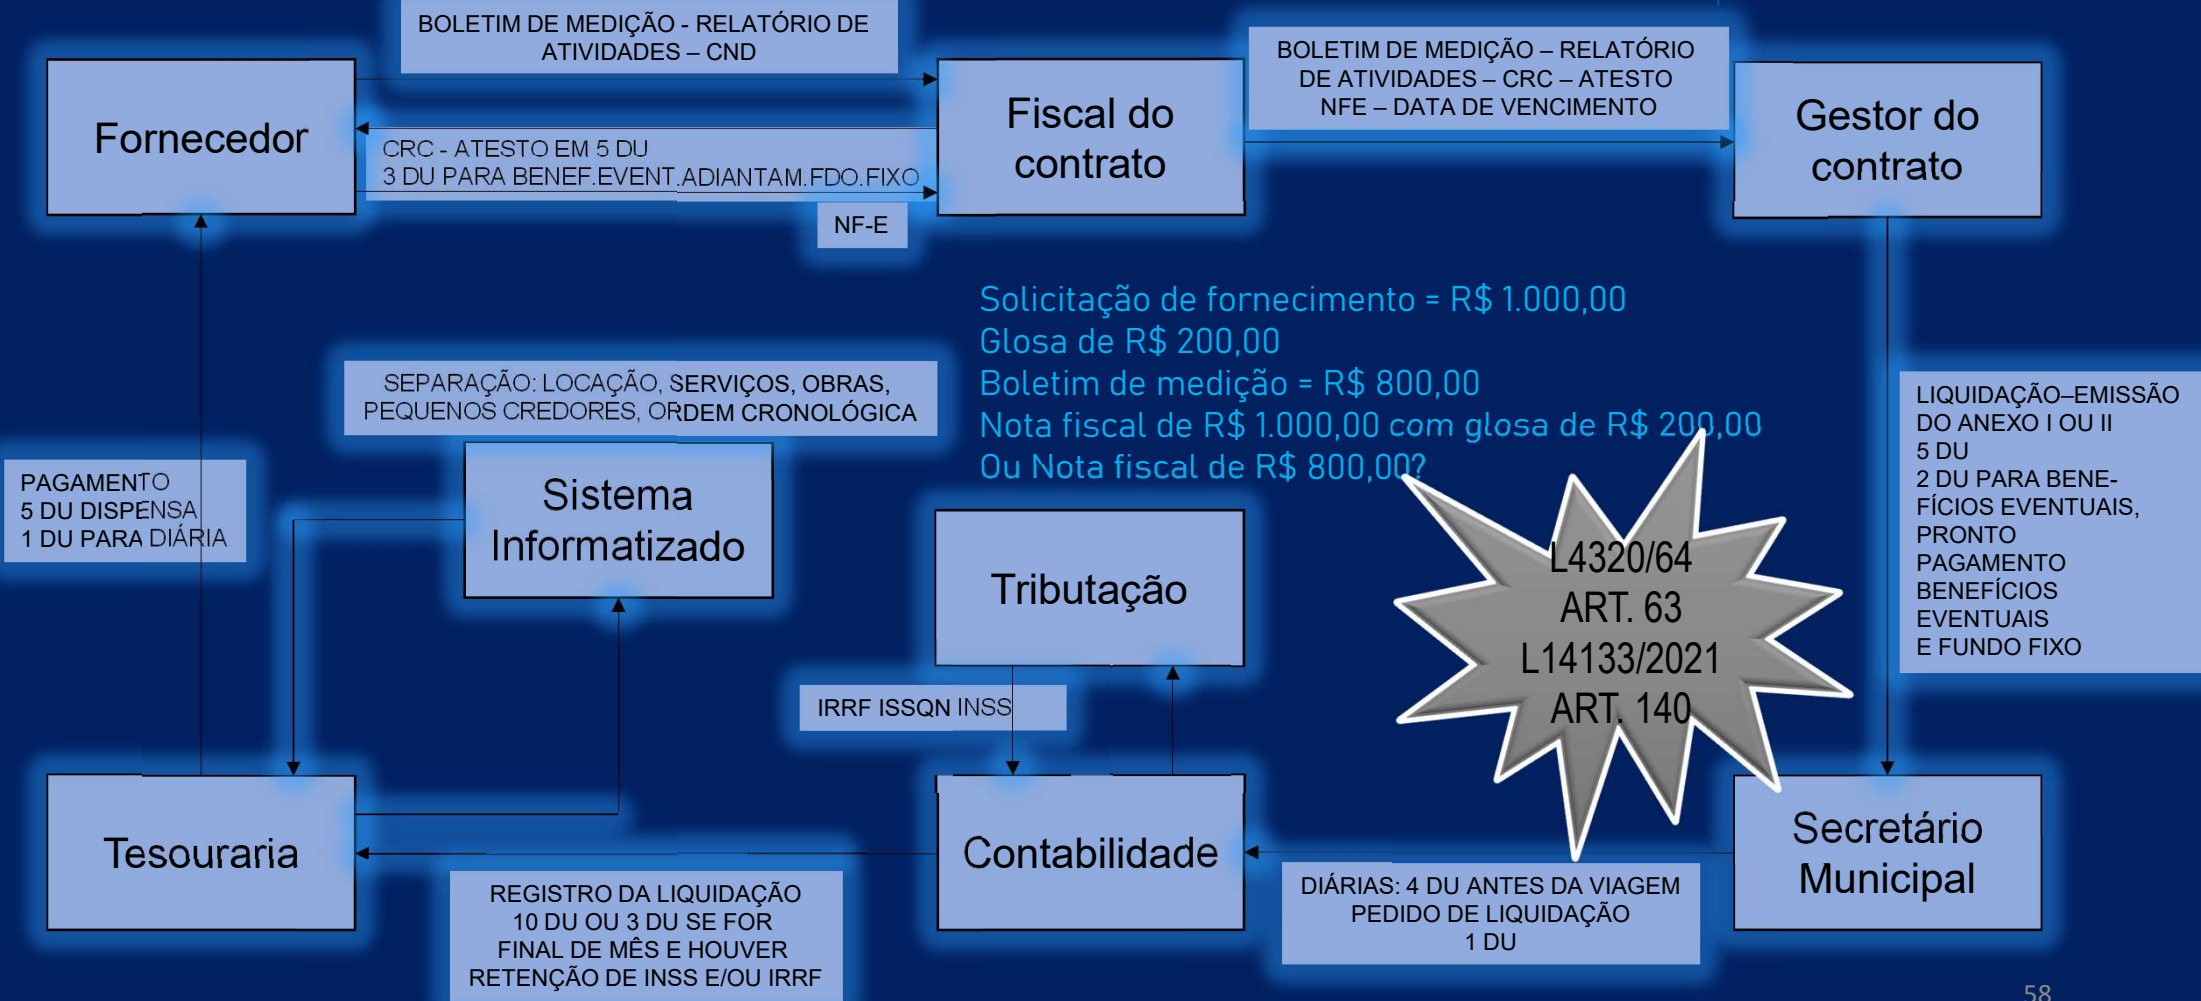 BOLETIM DE MEDIÇÃO - RELATÓRIO DE
ATIVIDADES – CND
BOLETIM DE MEDIÇÃO – RELATÓRIO
DE ATIVIDADES – CRC – ATESTO
NFE – DATA DE VENCIMENTO
Fornecedor
Fiscal do
contrato
Gestor do
contrato
CRC - ATESTO EM 5 DU
3 DU PARA BENEF.EVENT.ADIANTAM.FDO.FIXO
NF-E
Solicitação de fornecimento = R$ 1.000,00
Glosa de R$ 200,00
Boletim de medição = R$ 800,00
Nota fiscal de R$ 1.000,00 com glosa de R$ 200,00
Ou Nota fiscal de R$ 800,00?
SEPARAÇÃO: LOCAÇÃO, SERVIÇOS, OBRAS,
PEQUENOS CREDORES, ORDEM CRONOLÓGICA
LIQUIDAÇÃO–EMISSÃO
DO ANEXO I OU II
5 DU
2 DU PARA BENE-
FÍCIOS EVENTUAIS,
PRONTO
PAGAMENTO
BENEFÍCIOS
EVENTUAIS
E FUNDO FIXO
PAGAMENTO
5 DU DISPENSA
1 DU PARA DIÁRIA
Sistema
Informatizado
Tributação
L4320/64
ART. 63
L14133/2021
ART. 140
IRRF ISSQN INSS
Tesouraria
Contabilidade
Secretário
Municipal
REGISTRO DA LIQUIDAÇÃO
10 DU OU 3 DU SE FOR
FINAL DE MÊS E HOUVER
RETENÇÃO DE INSS E/OU IRRF
DIÁRIAS: 4 DU ANTES DA VIAGEM
PEDIDO DE LIQUIDAÇÃO
1 DU
58